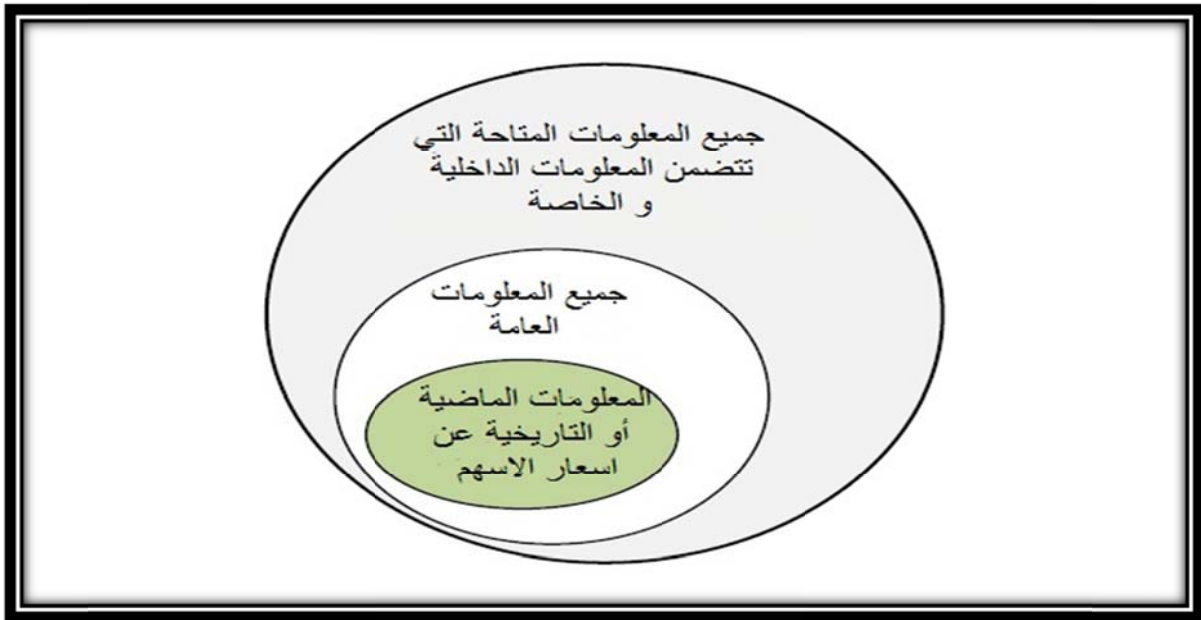 جميع المعلومات المتاحة التي
تتضمن المعلومات الداخلية
و الخاصة
جميع المعلومات
العامة
المعلومات الماضية
أو التاريخية عن
اسعار الاسهم